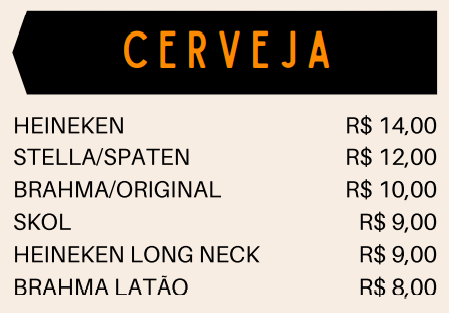 CERVEJA
HEINEKEN R$ 14,00
STELLA/SPATEN R$ 12,00
BRAHMA/ORIGINAL R$ 10,00
SKOL R$ 9,00
HEINEKEN LONG NECK R$ 9,00
BRAHMA LATÃO R$ 8,00